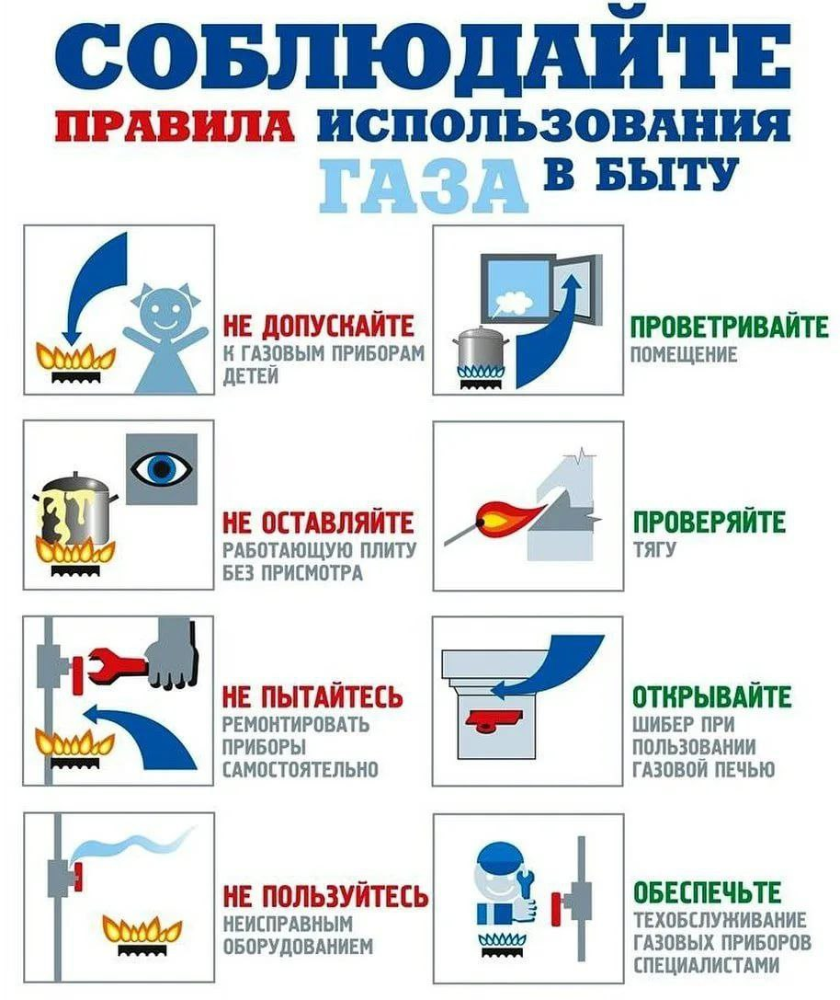 СОБЛЮДАЙТЕ
ПРАВИЛА ИСПОЛЬЗОВАНИЯ
ГАЗА В БЫТУ
НЕ ДОПУСКАЙТЕ
К ГАЗОВЫМ ПРИБОРАМ
ДЕТЕЙ
ПРОВЕТРИВАЙТЕ
ПОМЕЩЕНИЕ
НЕ ОСТАВЛЯЙТЕ
РАБОТАЮЩУЮ ПЛИТУ
БЕЗ ПРИСМОТРА
ПРОВЕРЯЙТЕ
ТЯГУ
НЕ ПЫТАЙТЕСЬ
РЕМОНТИРОВАТЬ
ПРИБОРЫ
САМОСТОЯТЕЛЬНО
ОТКРЫВАЙТЕ
ШИБЕР ПРИ
ПОЛЬЗОВАНИИ
ГАЗОВОЙ ПЕЧЬЮ
НЕ ПОЛЬЗУЙТЕСЬ
НЕИСПРАВНЫМ
ОБОРУДОВАНИЕМ
ОБЕСПЕЧЬТЕ
ТЕХОБСЛУЖИВАНИЕ
ГАЗОВЫХ ПРИБОРОВ
СПЕЦИАЛИСТАМИ